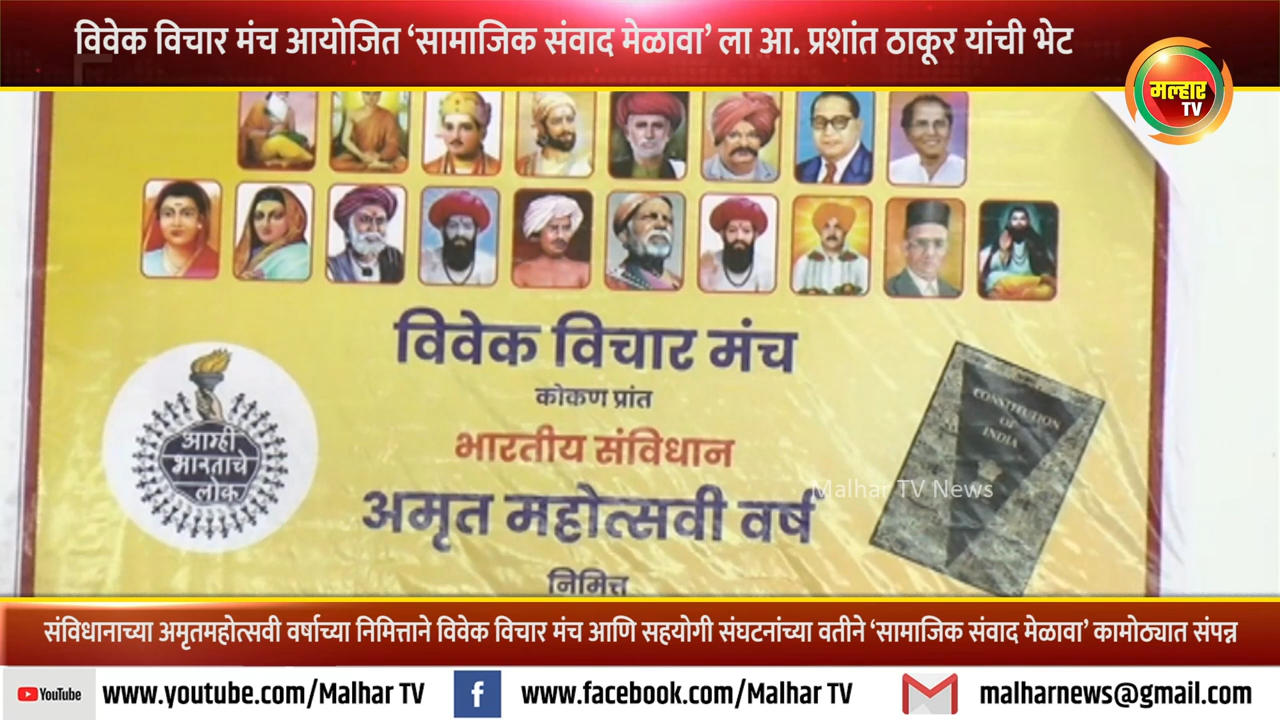 विवेक विचार मंच आयोजित ‘सामाजिक संवाद मेळावा’ ला आ. प्रशांत ठाकूर यांची भेट
मल्हार
TV
विवेक विचार मंच
कोकण प्रांत
भारतीय संविधान
अमृत महोत्सवी वर्ष
निमित्त
आम्ही
भारताचे
लोक
CONSTITUTION
OF
INDIA
Malhar TV News
संविधानाच्या अमृतमहोत्सवी वर्षाच्या निमित्ताने विवेक विचार मंच आणि सहयोगी संघटनांच्या वतीने ‘सामाजिक संवाद मेळावा’ कामोठ्यात संपन्न
YouTube www.youtube.com/Malhar TV www.facebook.com/Malhar TV malharnews@gmail.com